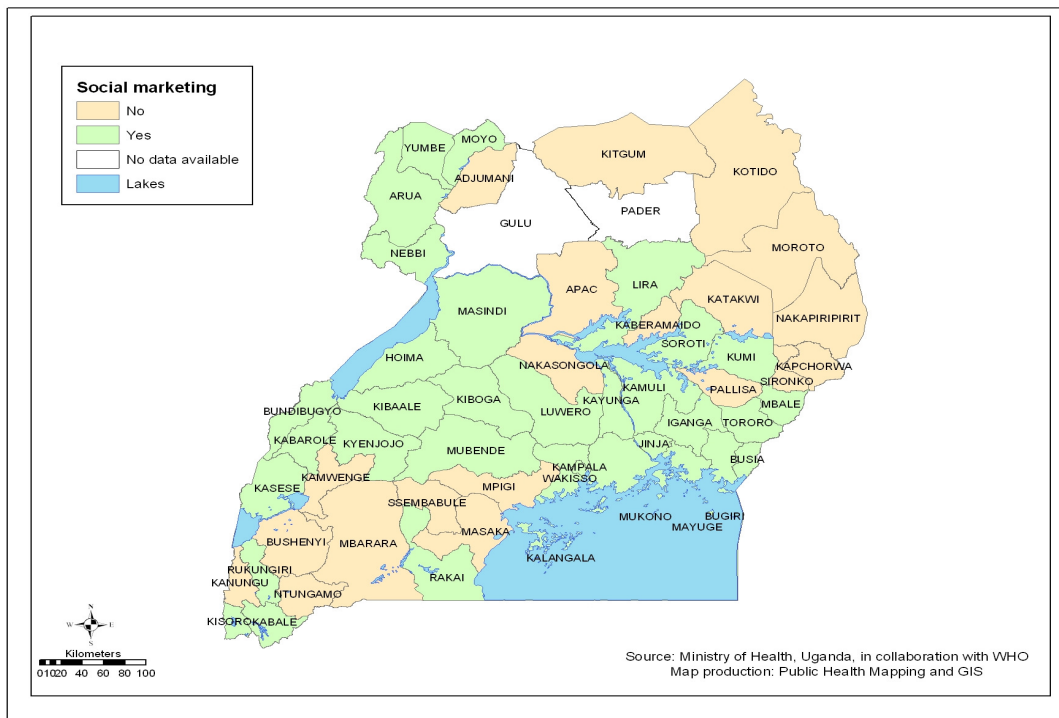 Social marketing
No
Yes
No data available
Lakes
MOYO
YUMBE
KITGUM
ADJUMANI
KOTIDO
ARUA
PADER
GULU
MOROTO
NEBBI
LIRA
APAC
KATAKWI
MASINDI
NAKAPIRIPIRIT
KABERAMAIDO
SOROTI
HOIMA
KUMI
NAKASONGOLA
KAPCHORWA
SIRONKO
KAMULI
PALLISA
KIBOGA
KAYUNGA
MBALE
KIBAALE
LUWERO
BUNDIBUGYO
IGANGA
TORORO
KABAROLE
KYENJOJO
JINJA
MUBENDE
BUSIA
KAMPALA
KAMWENGE
WAKISSO
KASESE
MPIGI
SSEMBABULE
MUKONO
BUGIRI
MASAKA
MAYUGE
BUSHENYI
MBARARA
KALANGALA
RUKUNGIRI
RAKAI
KANUNGU
NTUNGAMO
KISORO
KABALE
N
W
E
S
Kilometers
01020 40 60 80 100
Source: Ministry of Health, Uganda, in collaboration with WHO
Map production: Public Health Mapping and GIS